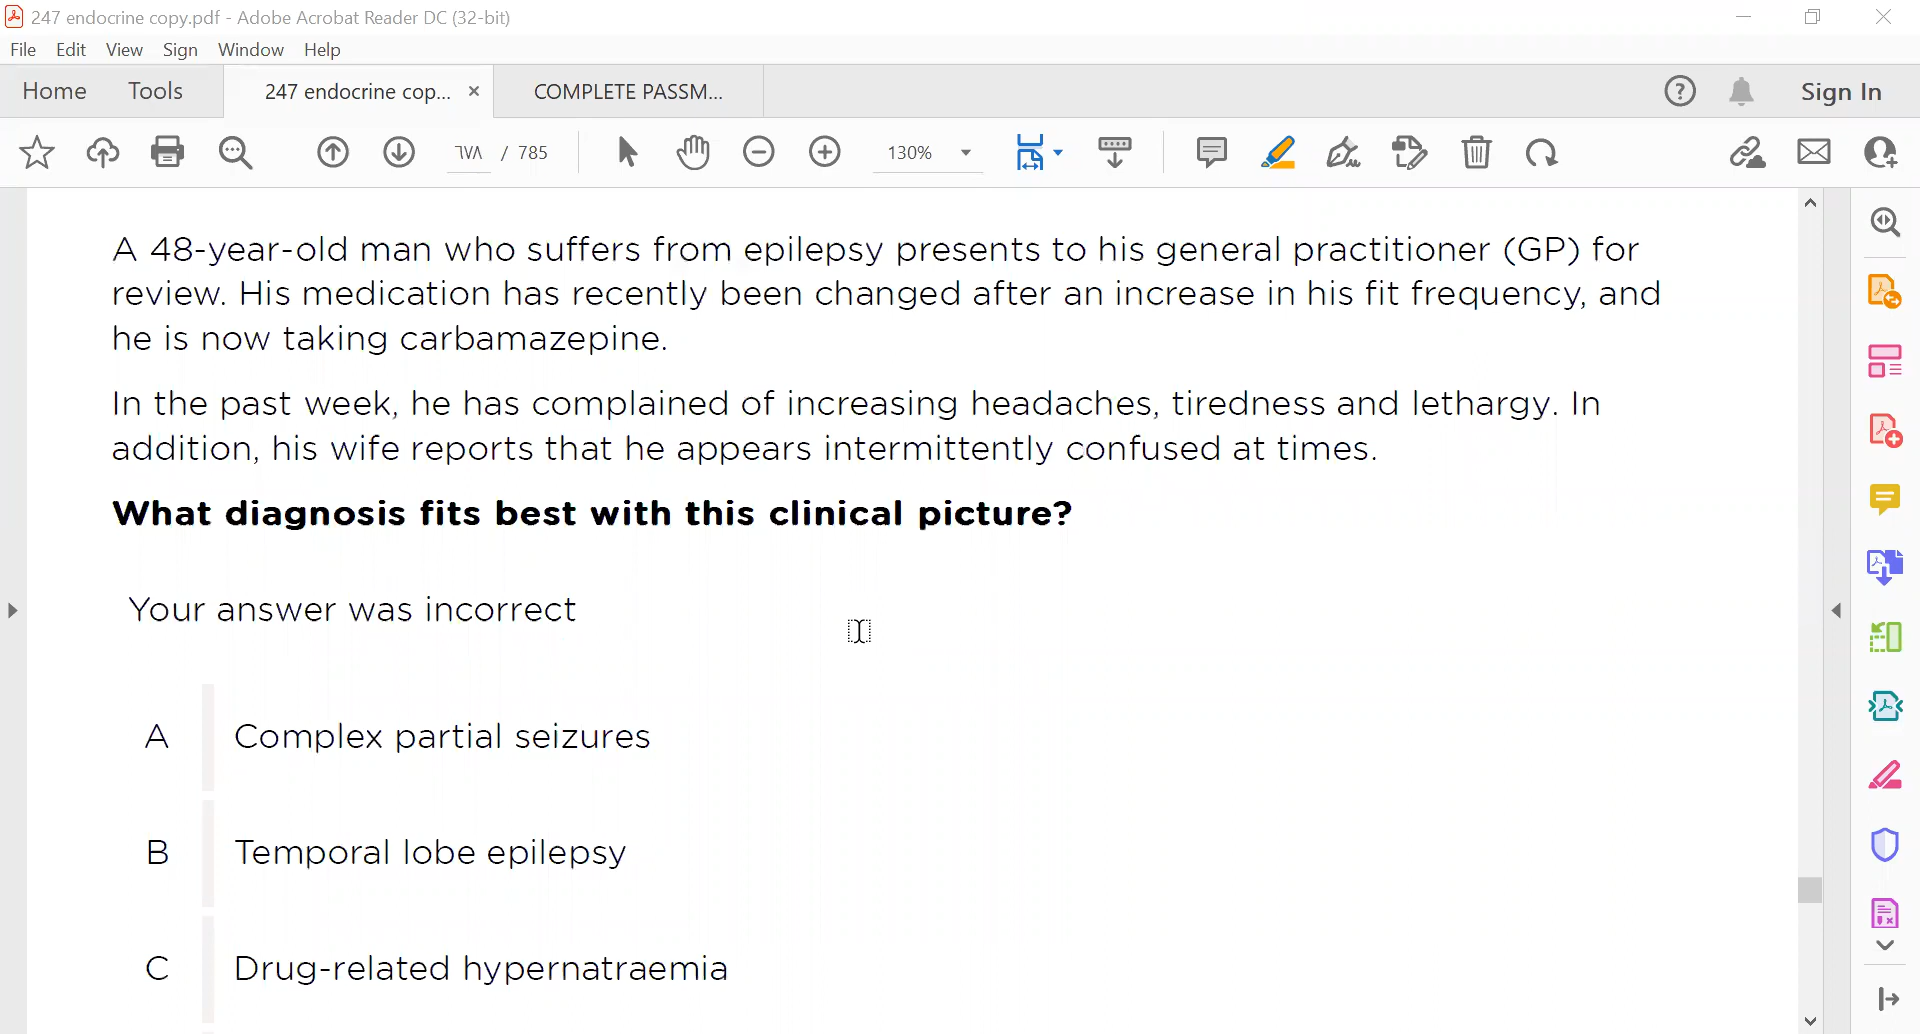 247 endocrine copy.pdf - Adobe Acrobat Reader DC (32-bit)
File Edit View Sign Window Help
Home Tools 247 endocrine cop... × COMPLETE PASSM... ? Sign In
٦٧٨ / 785 130%
A 48-year-old man who suffers from epilepsy presents to his general practitioner (GP) for
review. His medication has recently been changed after an increase in his fit frequency, and
he is now taking carbamazepine.
In the past week, he has complained of increasing headaches, tiredness and lethargy. In
addition, his wife reports that he appears intermittently confused at times.
What diagnosis fits best with this clinical picture?
Your answer was incorrect
A Complex partial seizures
B Temporal lobe epilepsy
C Drug-related hypernatraemia